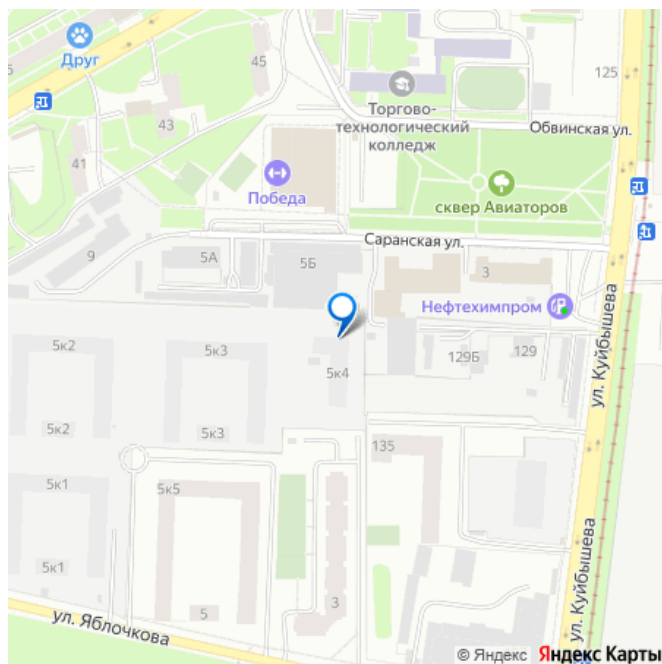 Друг
5
45
125
43
Торгово-
технологический
колледж
Обвинская ул.
41
Победа
сквер Авиаторов
Саранская ул.
9
5А
5Б
3
Нефтехимпром
5к2
5к3
129Б
129
5к4
ул. Куйбышева
5к2
5к3
135
5к1
5к5
5к1
ул. Куйбышева
5
3
ул. Яблочкова
© Яндекс Яндекс Карты